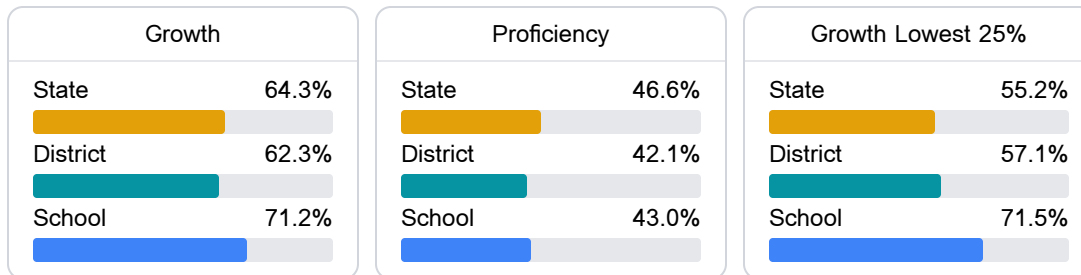 Growth
State 64.3%
District 62.3%
School 71.2%
Proficiency
State 46.6%
District 42.1%
School 43.0%
Growth Lowest 25%
State 55.2%
District 57.1%
School 71.5%